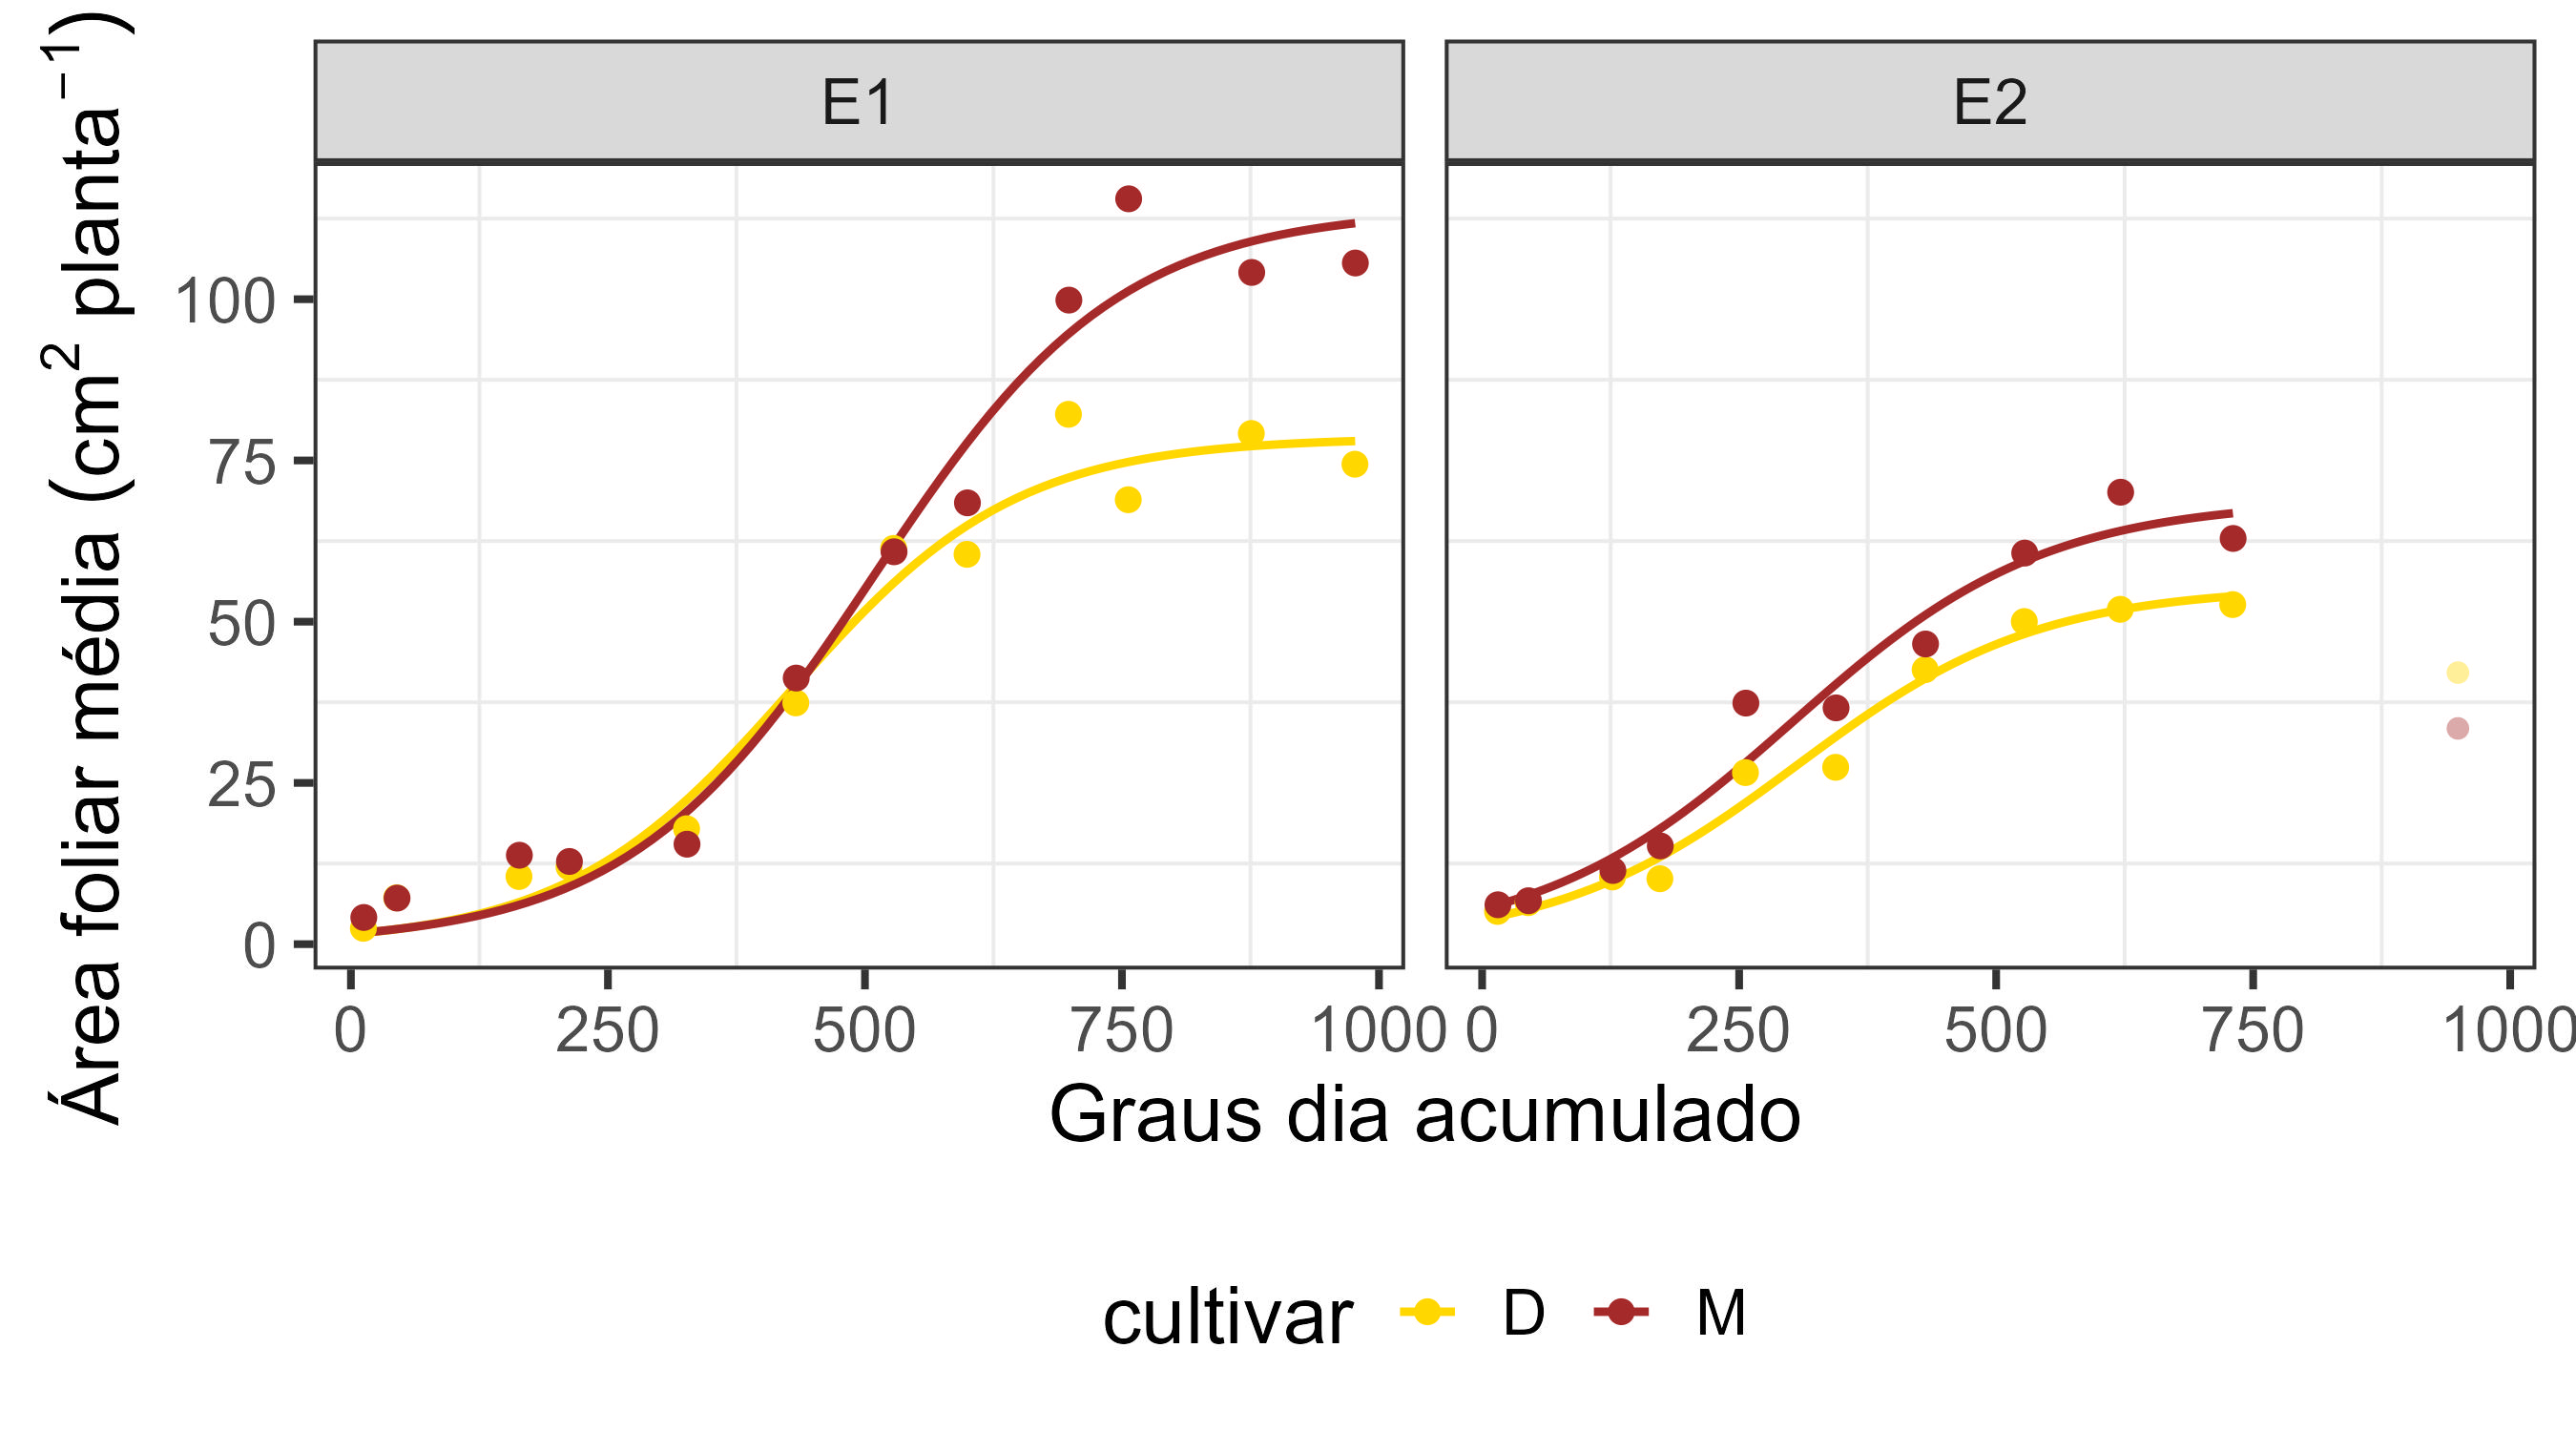 E1 E2
Área foliar média (cm² planta⁻¹)
100
75
50
25
0
0 250 500 750 1000 0 250 500 750 1000
Graus dia acumulado
cultivar D M